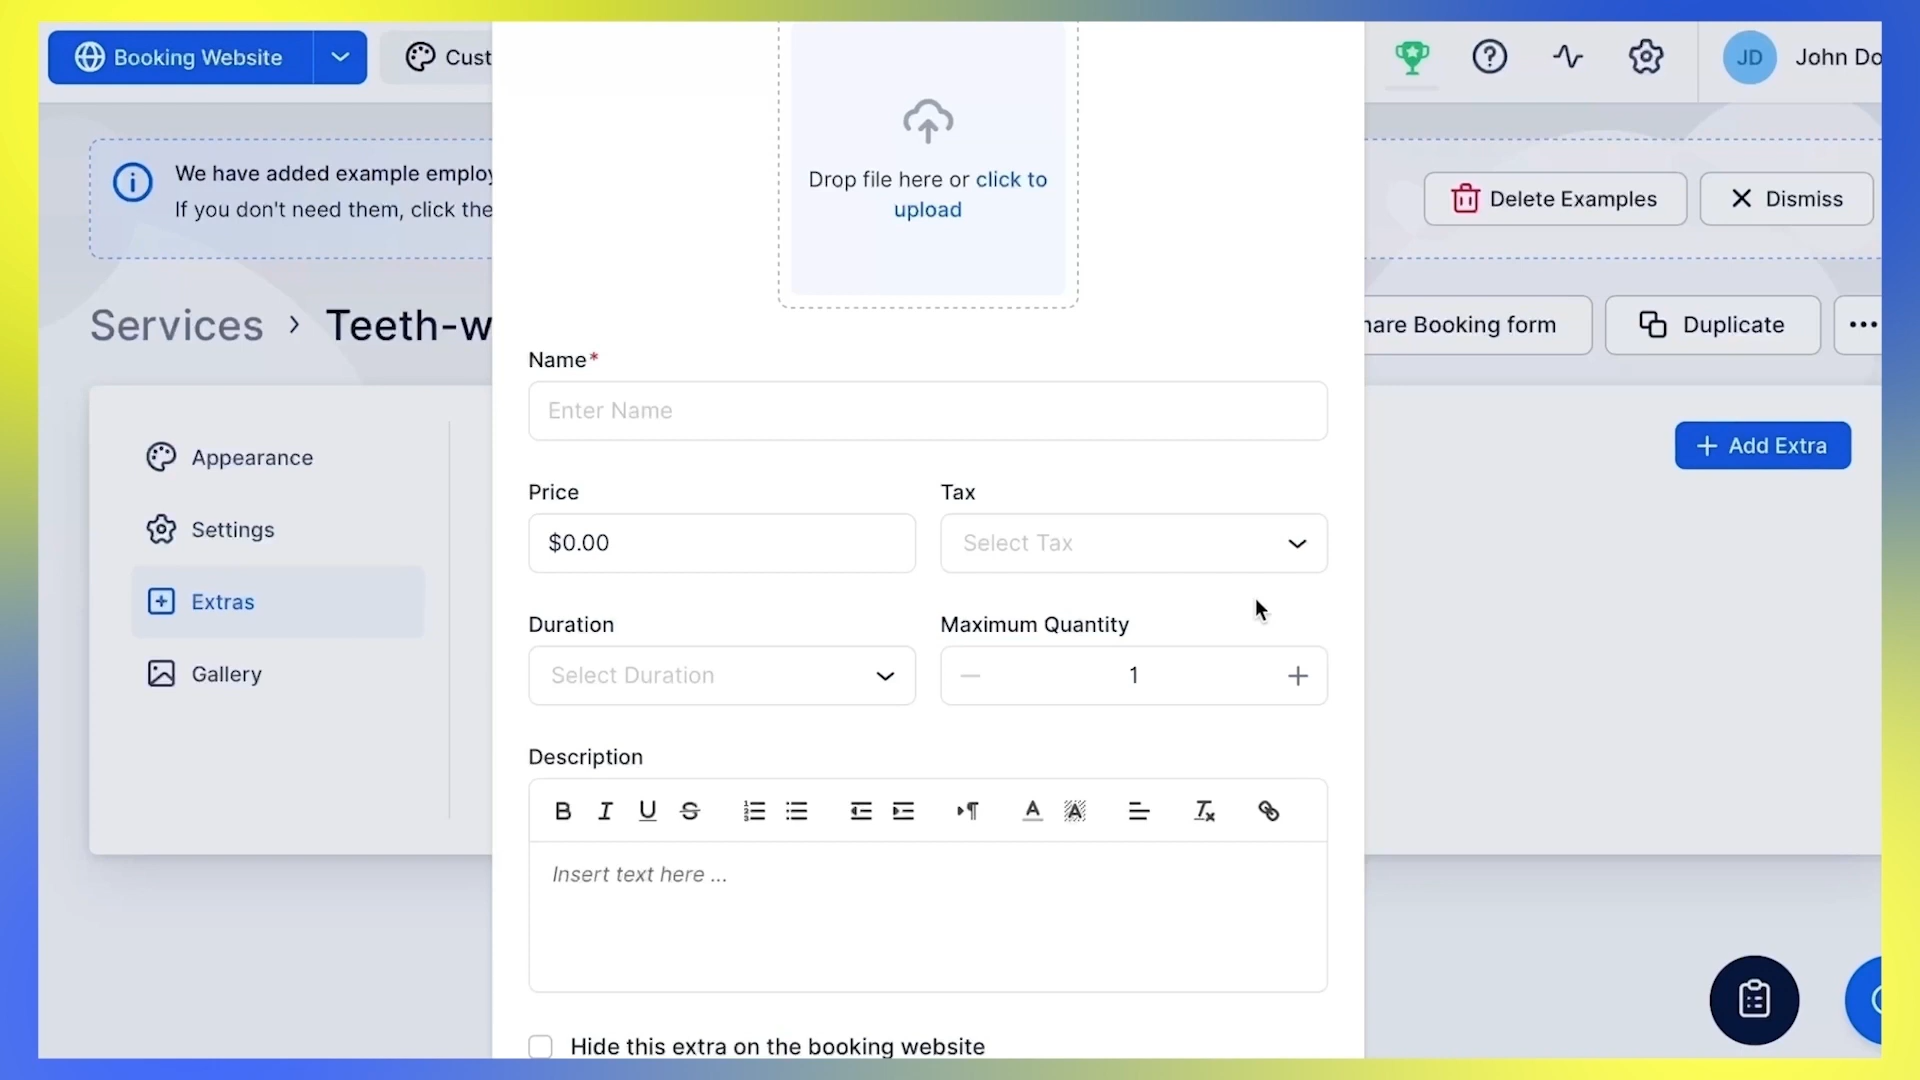 Booking Website
Cust
JD
John Do
We have added example employ
If you don't need them, click the
Delete Examples
Dismiss
Drop file here or click to
upload
Services › Teeth-w
hare Booking form
Duplicate
Name*
Enter Name
Appearance
Settings
Extras
Gallery
Add Extra
Price
Tax
$0.00
Select Tax
Duration
Maximum Quantity
Select Duration
1
Description
Insert text here ...
Hide this extra on the booking website